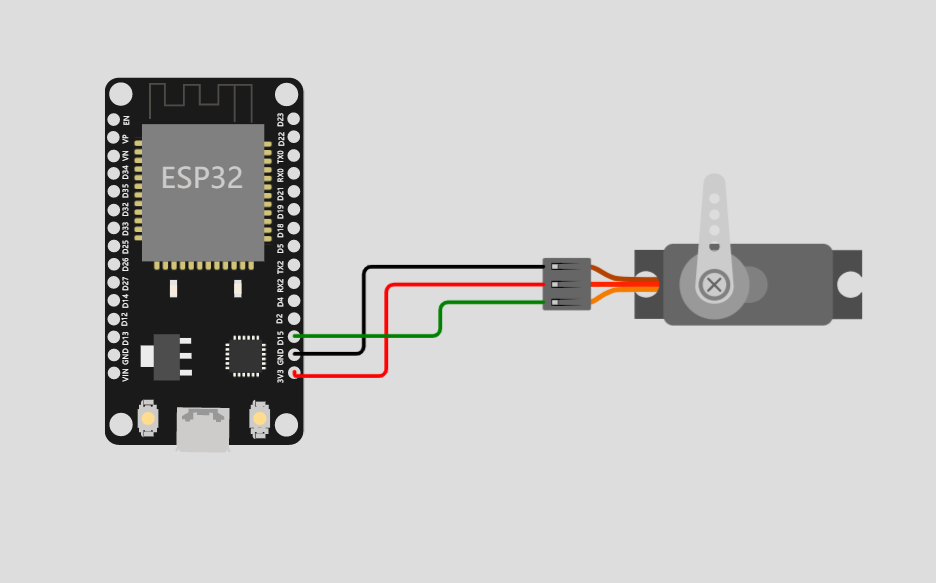 ESP32
EN
VP
VN
D34
D35
D32
D33
D25
D26
D27
D14
D12
D13
GND
VIN
D23
D22
TX0
RX0
D21
D19
D18
D5
TX2
RX2
D4
D2
D15
GND
3V3